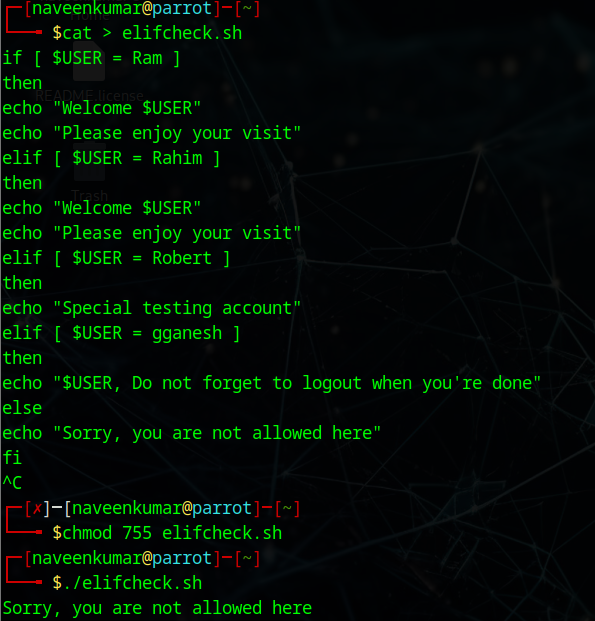 ┌─[naveenkumar@parrot]─[~]
└──╼ $cat > elifcheck.sh
if [ $USER = Ram ]
then
echo "Welcome $USER"
echo "Please enjoy your visit"
elif [ $USER = Rahim ]
then
echo "Welcome $USER"
echo "Please enjoy your visit"
elif [ $USER = Robert ]
then
echo "Special testing account"
elif [ $USER = gganesh ]
then
echo "$USER, Do not forget to logout when you're done"
else
echo "Sorry, you are not allowed here"
fi
^C
┌─[✗]─[naveenkumar@parrot]─[~]
└──╼ $chmod 755 elifcheck.sh
┌─[naveenkumar@parrot]─[~]
└──╼ $./elifcheck.sh
Sorry, you are not allowed here
README.license
Trash